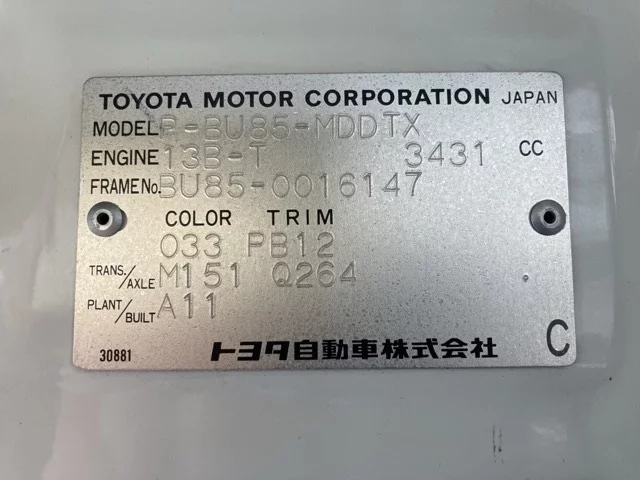 TOYOTA MOTOR CORPORATION JAPAN
MODEL P-BU85-MDDTX
ENGINE 13B-T 3431 CC
FRAME No. BU85-0016147
COLOR TRIM
033 PB12
TRANS./AXLE M151 Q264
PLANT/BUILT A11
30881 トヨタ自動車株式会社 C